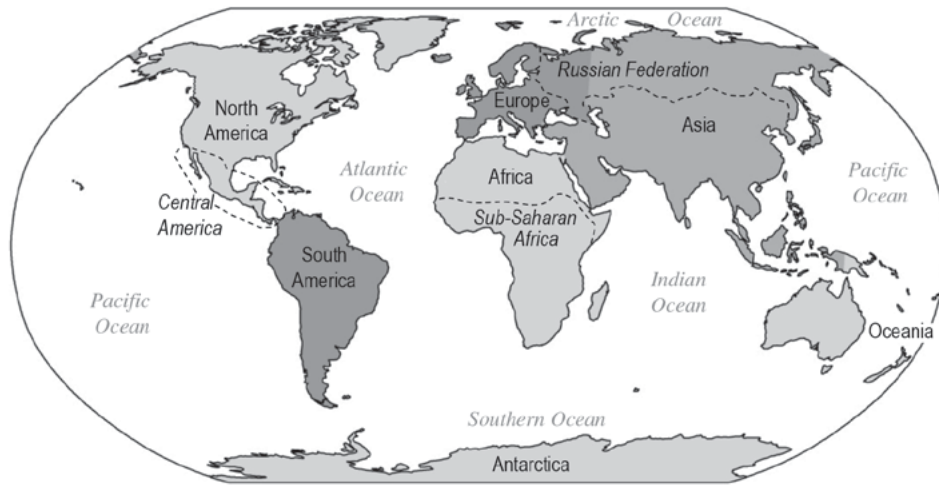 Arctic Ocean
Russian Federation
North
America
Europe
Asia
Atlantic
Ocean
Pacific
Ocean
Africa
Central
America
Sub-Saharan
Africa
South
America
Indian
Ocean
Pacific
Ocean
Oceania
Southern Ocean
Antarctica